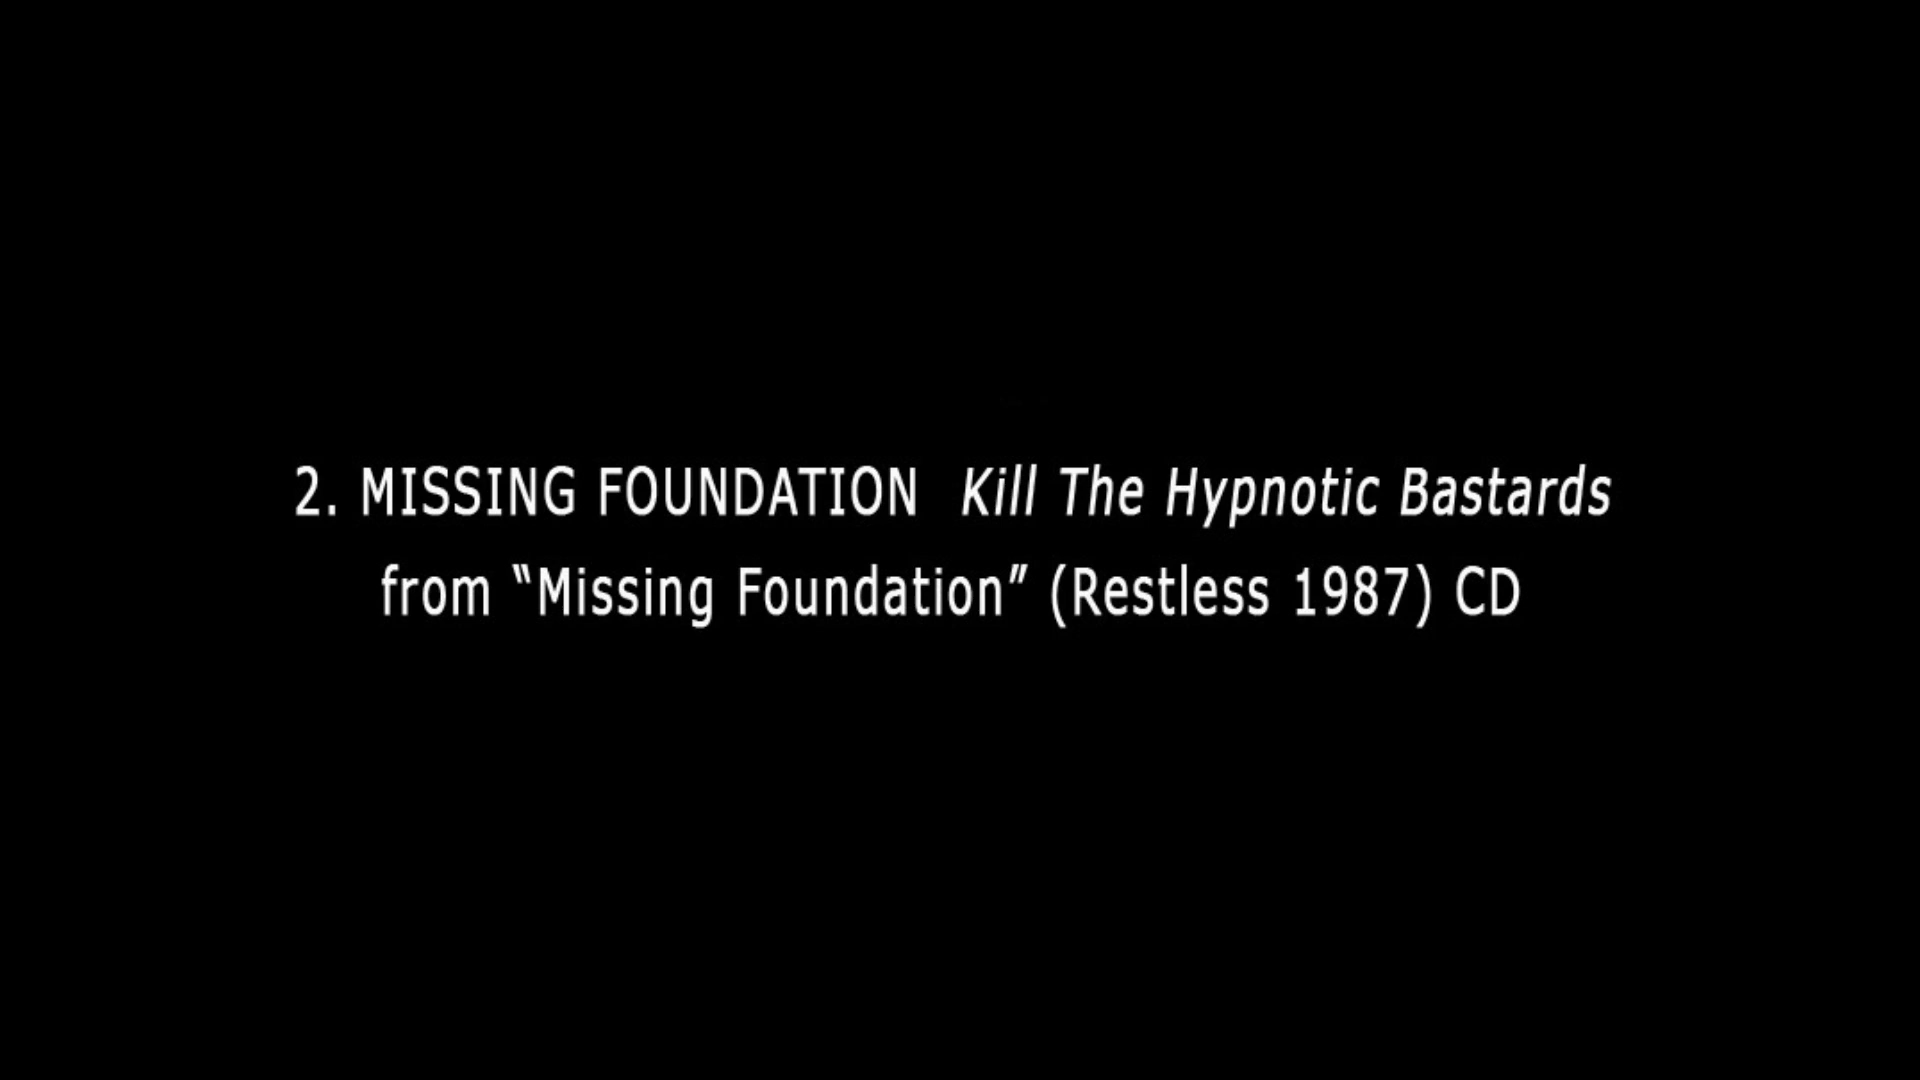 2. MISSING FOUNDATION Kill The Hypnotic Bastards
from “Missing Foundation” (Restless 1987) CD